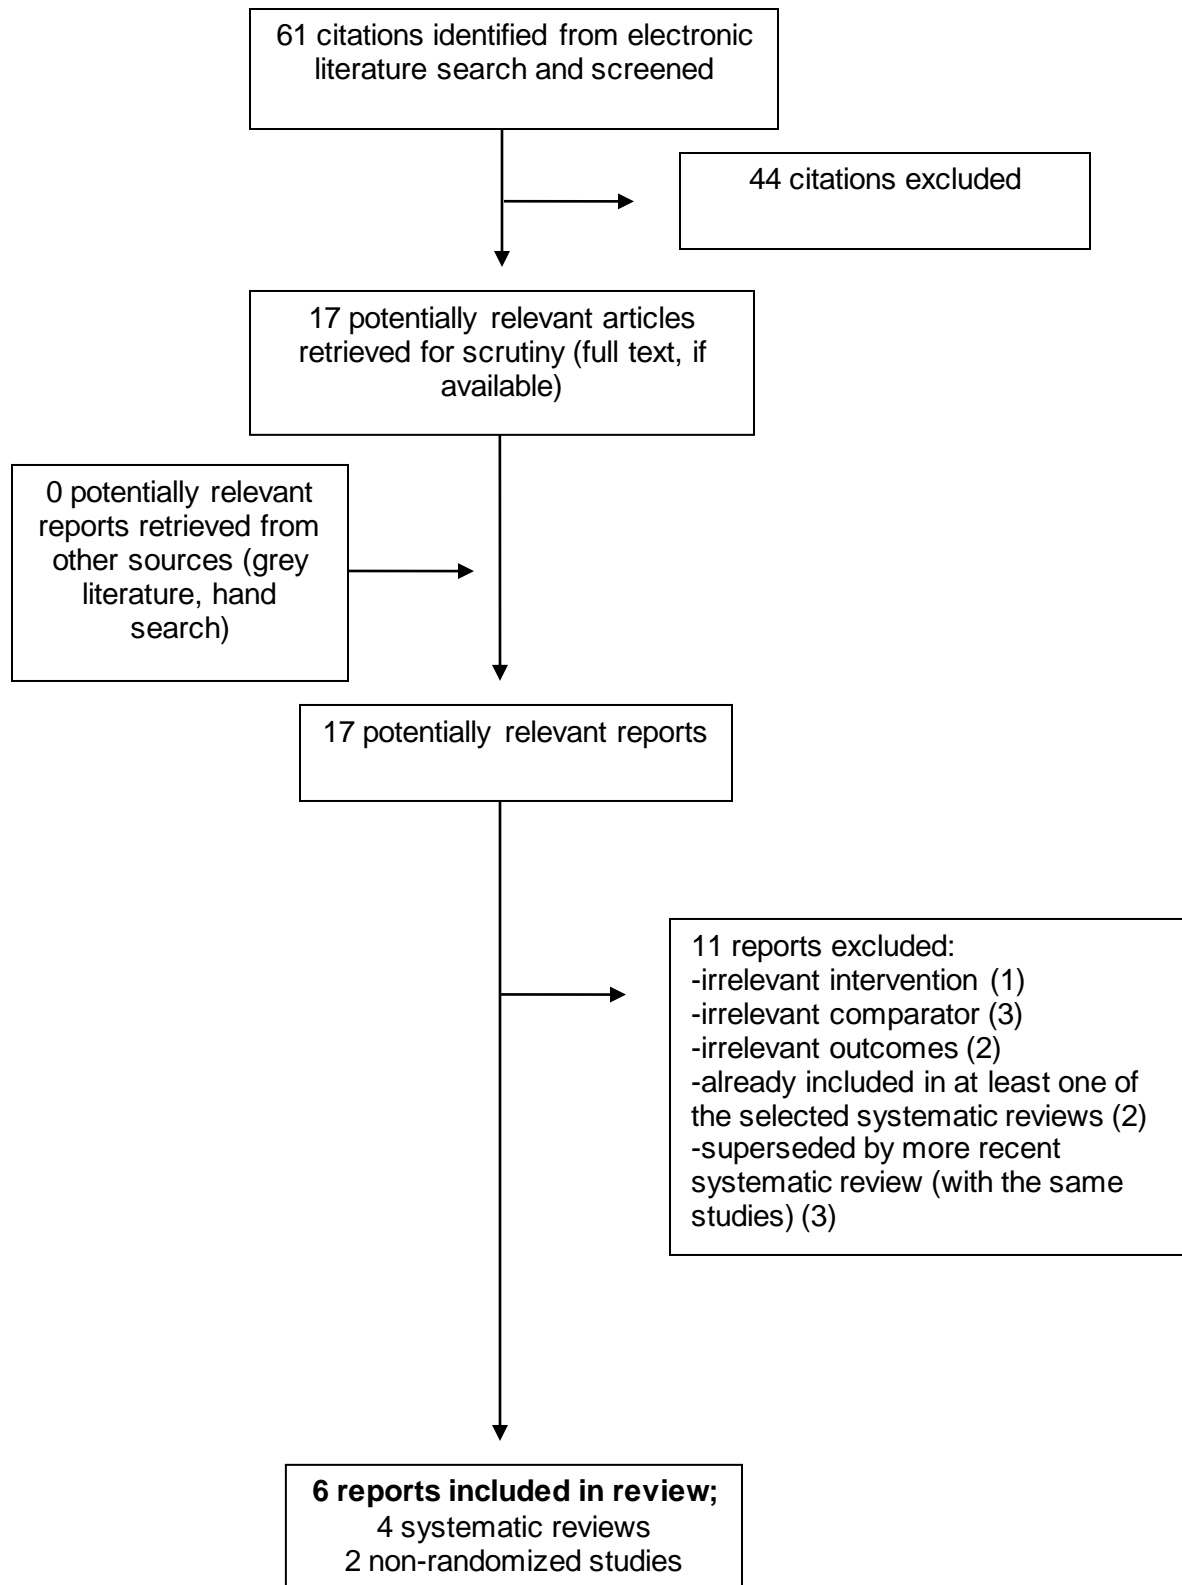 61 citations identified from electronic
literature search and screened
44 citations excluded
17 potentially relevant articles
retrieved for scrutiny (full text, if
available)
0 potentially relevant
reports retrieved from
other sources (grey
literature, hand
search)
17 potentially relevant reports
11 reports excluded:
-irrelevant intervention (1)
-irrelevant comparator (3)
-irrelevant outcomes (2)
-already included in at least one of
the selected systematic reviews (2)
-superseded by more recent
systematic review (with the same
studies) (3)
6 reports included in review;
4 systematic reviews
2 non-randomized studies